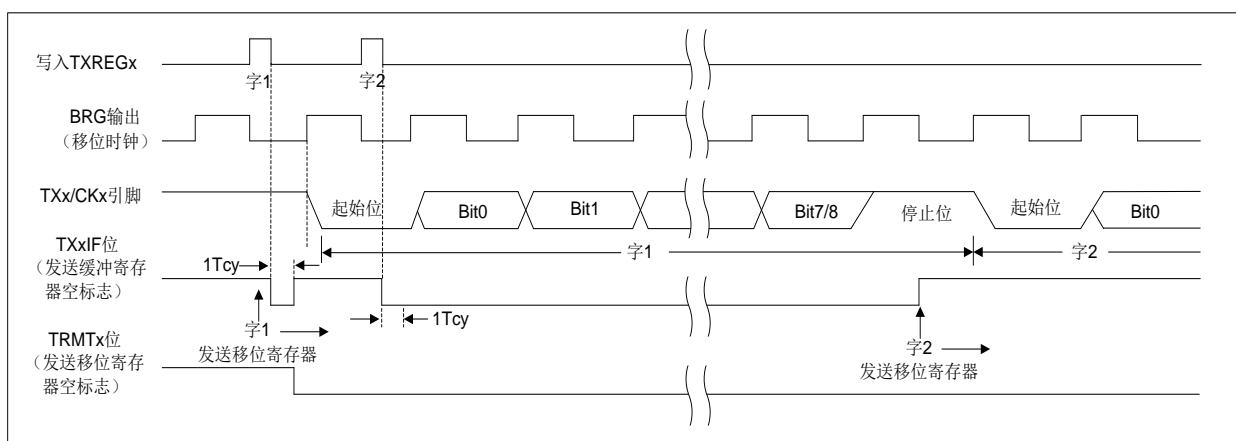 写入TXREGx
字1
字2
BRG输出
（移位时钟）
TXx/CKx引脚
起始位
Bit0
Bit1
Bit7/8
停止位
起始位
Bit0
字1
字2
TXxIF位
（发送缓冲寄存
器空标志）
1Tcy
1Tcy
字1
发送移位寄存器
字2
发送移位寄存器
TRMTx位
（发送移位寄存
器空标志）